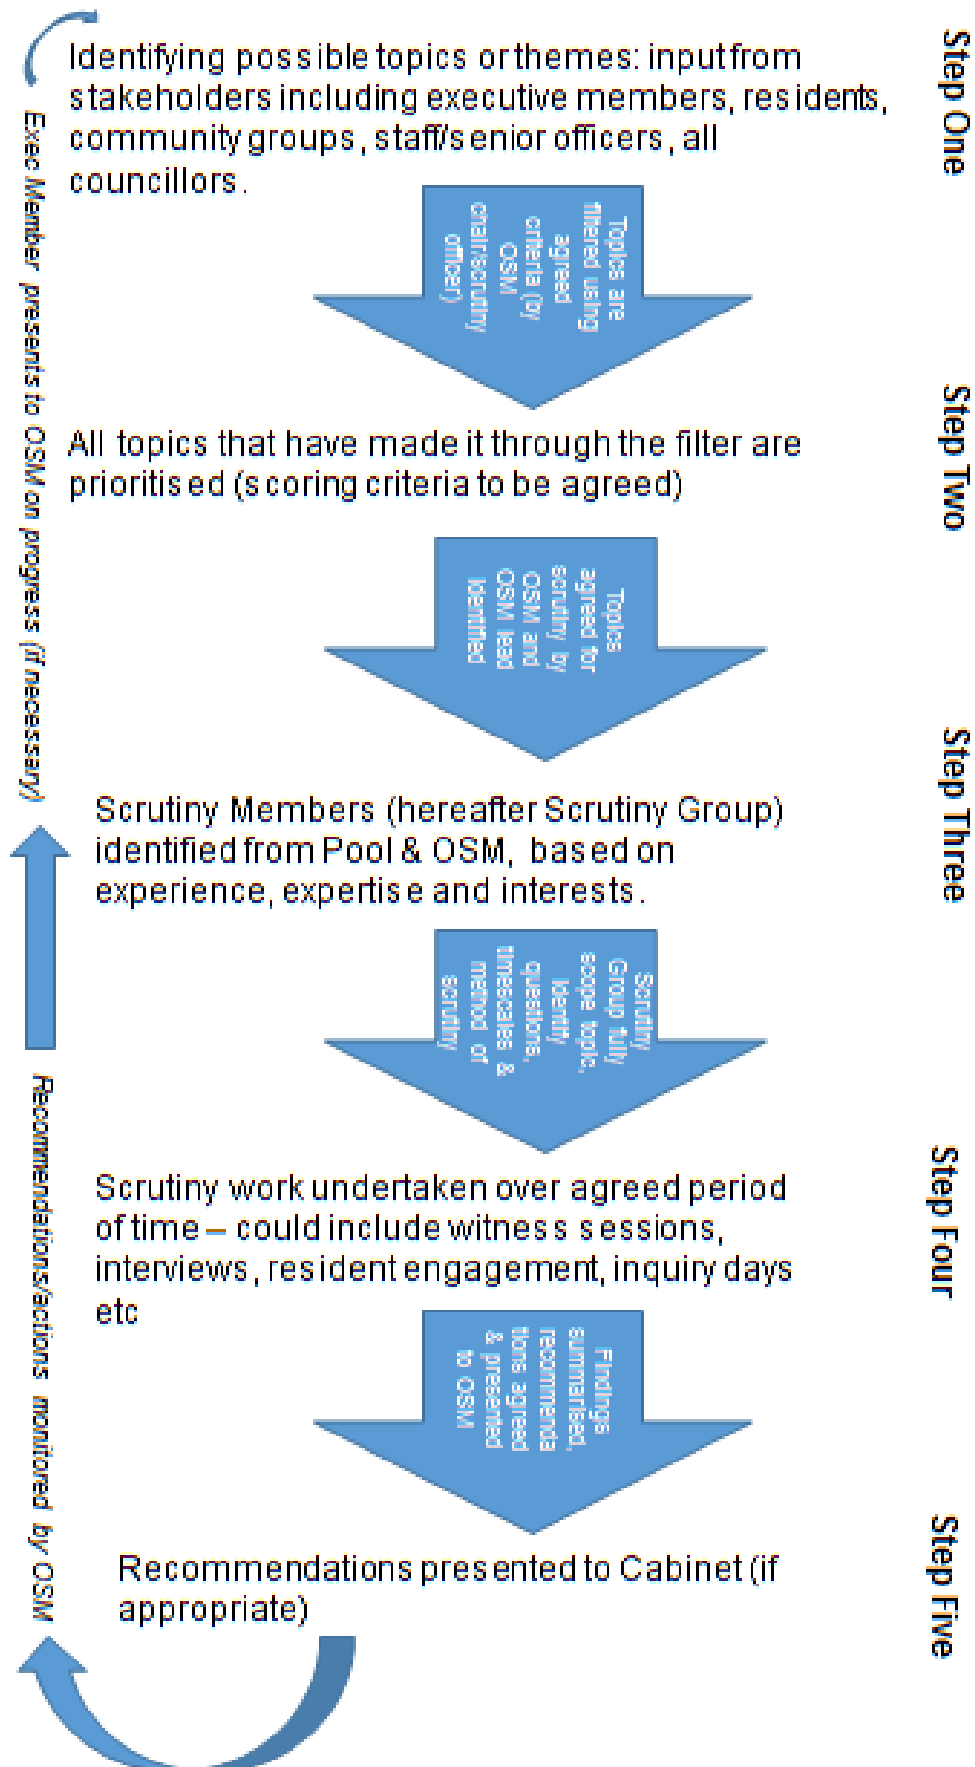 Identifying possible topics or themes: input from
stakeholders including executive members, residents,
community groups, staff/senior officers, all
councillors.
Step One
Topics are
filtered using
agreed
criteria (by
OSM
chair/scrutiny
officer)
All topics that have made it through the filter are
prioritised (scoring criteria to be agreed)
Step Two
Topics
agreed for
scrutiny by
OSM and
OSM lead
identified
Scrutiny Members (hereafter Scrutiny Group)
identified from Pool & OSM, based on
experience, expertise and interests.
Step Three
Scrutiny
Group fully
scope topic,
identify
questions,
timescales &
method of
scrutiny
Scrutiny work undertaken over agreed period
of time – could include witness sessions,
interviews, resident engagement, inquiry days
etc
Step Four
Findings
summarised,
recommenda
tions agreed
& presented
to OSM
Recommendations presented to Cabinet (if
appropriate)
Step Five
Recommendations/actions monitored by OSM
Exec Member presents to OSM on progress (if necessary)